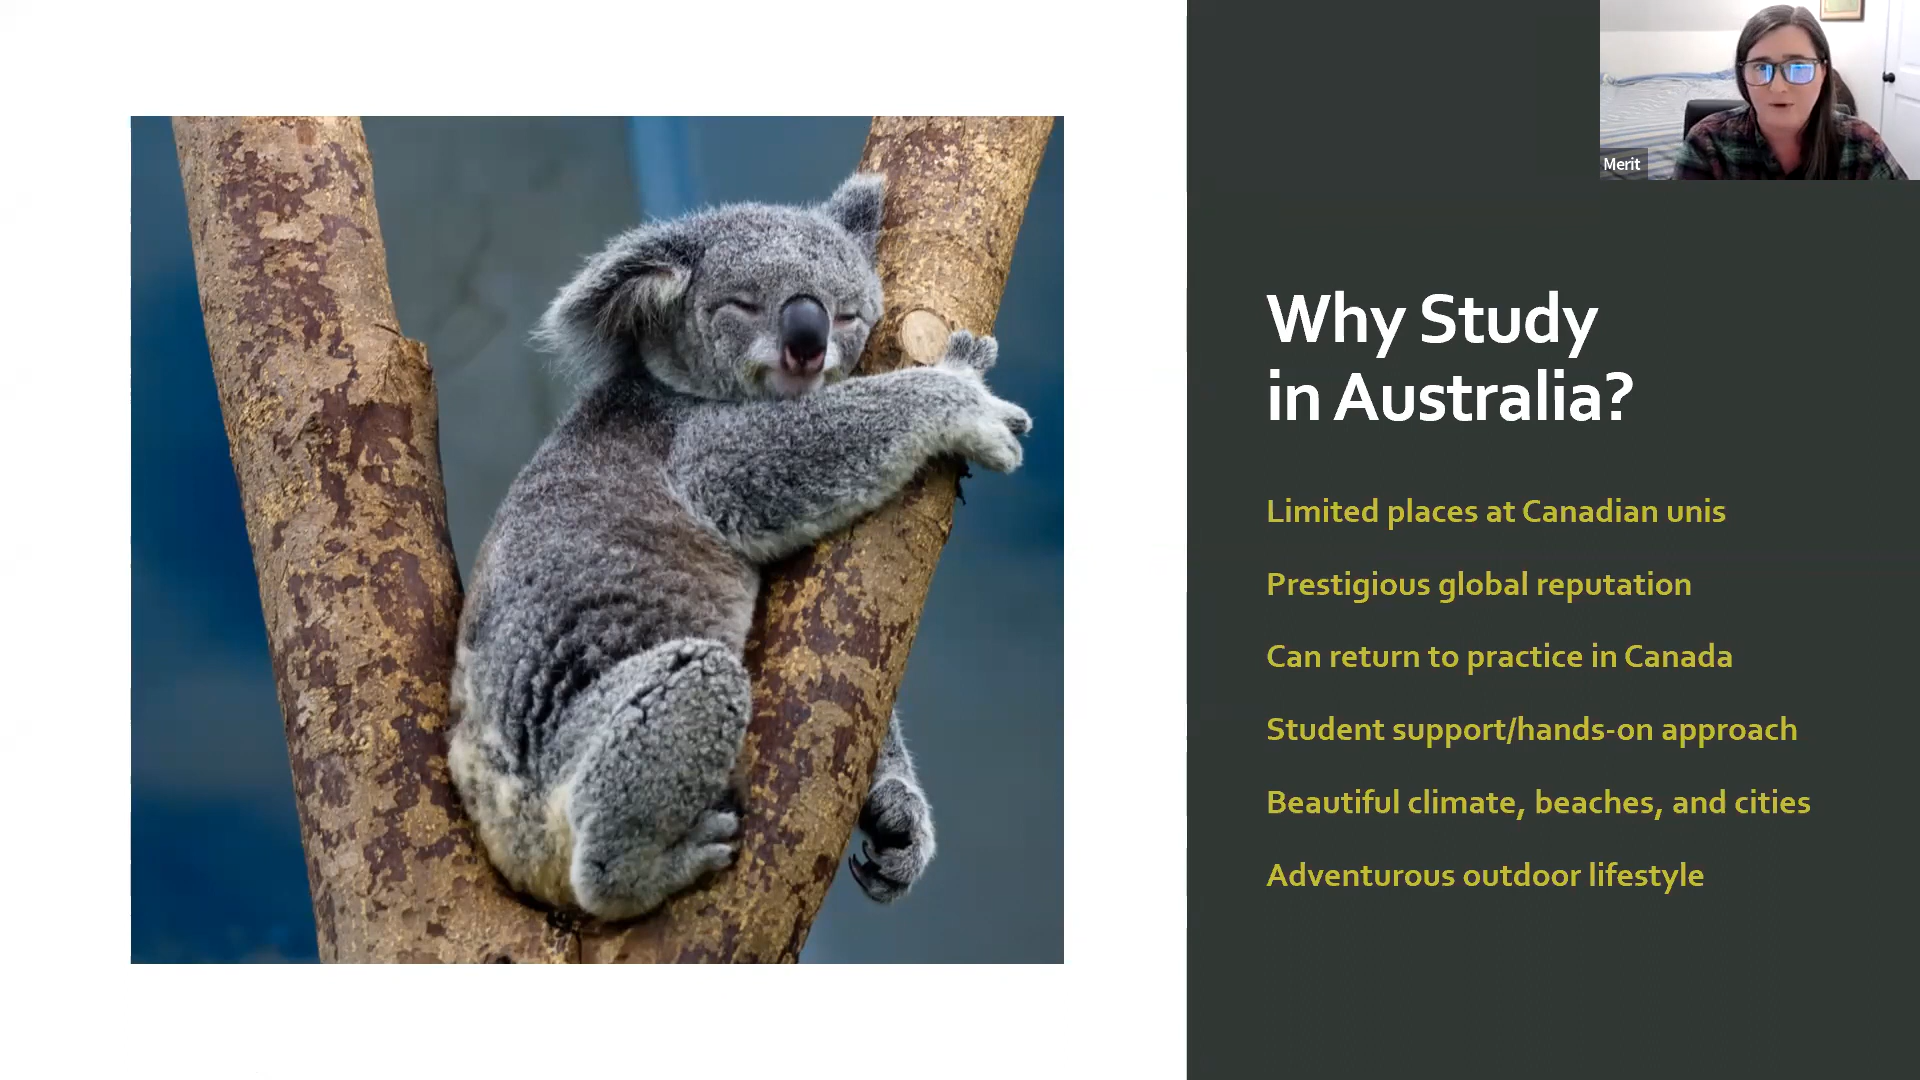 Merit
Why Study
in Australia?
Limited places at Canadian unis
Prestigious global reputation
Can return to practice in Canada
Student support/hands-on approach
Beautiful climate, beaches, and cities
Adventurous outdoor lifestyle